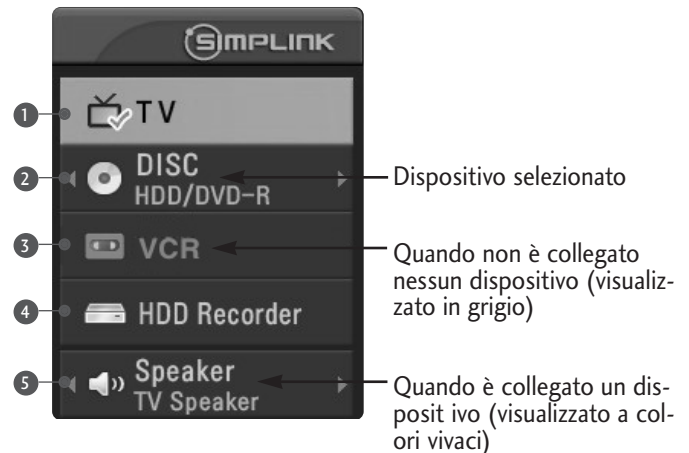 SIMPLINK
1 TV
2 DISC
HDD/DVD-R
Dispositivo selezionato
3 VCR
Quando non è collegato
nessun dispositivo (visualiz-
zato in grigio)
4 HDD Recorder
5 Speaker
TV Speaker
Quando è collegato un dis-
posit ivo (visualizzato a col-
ori vivaci)